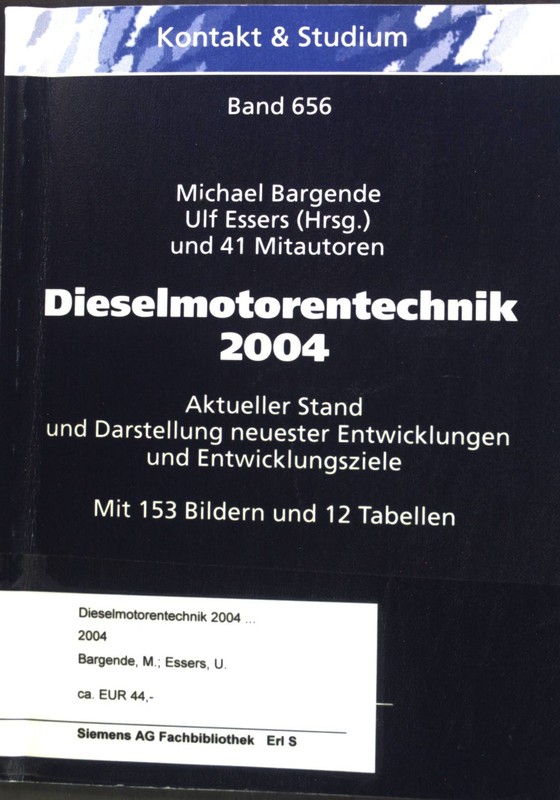 Kontakt & Studium
Band 656
Michael Bargende
Ulf Essers (Hrsg.)
und 41 Mitautoren
Dieselmotorentechnik
2004
Aktueller Stand
und Darstellung neuester Entwicklungen
und Entwicklungsziele
Mit 153 Bildern und 12 Tabellen
Dieselmotorentechnik 2004 ...
2004
Bargende, M.; Essers, U.
ca. EUR 44,-
Siemens AG Fachbibliothek Erl S